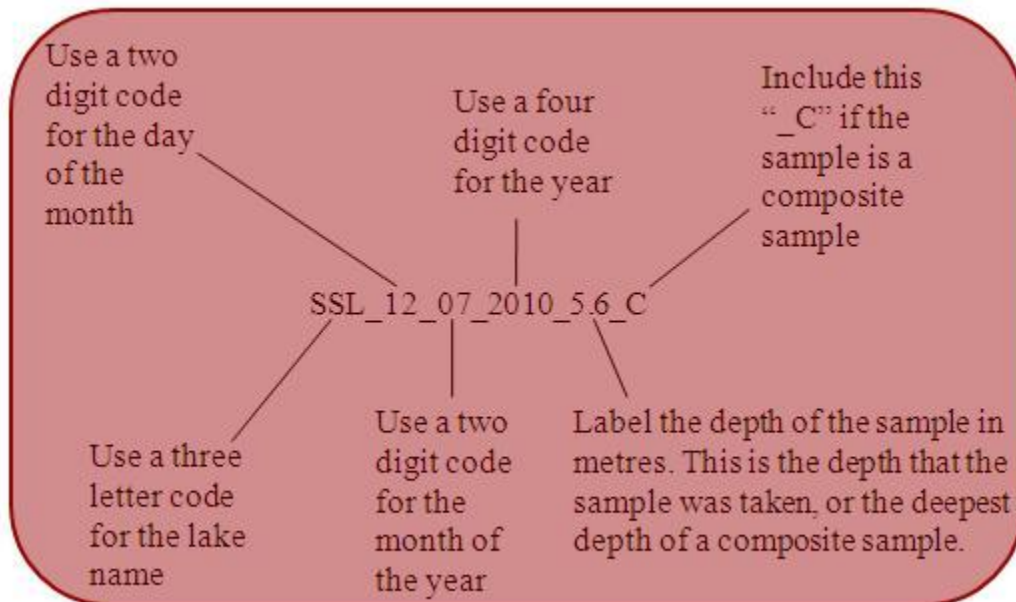 Use a two
digit code
for the day
of the
month
Use a four
digit code
for the year
Include this
“_C” if the
sample is a
composite
sample
SSL_12_07_2010_5.6_C
Use a three
letter code
for the lake
name
Use a two
digit code
for the
month of
the year
Label the depth of the sample in
metres. This is the depth that the
sample was taken, or the deepest
depth of a composite sample.